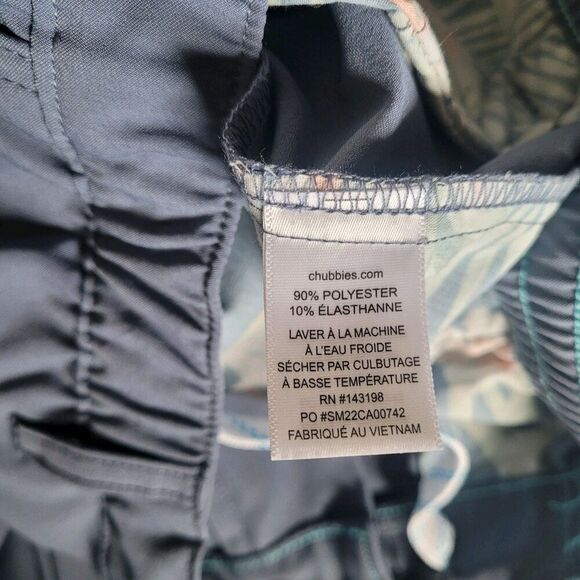 chubbies.com
90% POLYESTER
10% ÉLASTHANNE
LAVER À LA MACHINE
À L'EAU FROIDE
SÉCHER PAR CULBUTAGE
À BASSE TEMPÉRATURE
RN #143198
PO #SM22CA00742
FABRIQUÉ AU VIETNAM